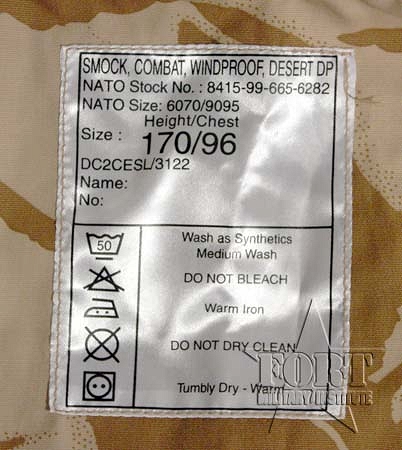 SMOCK, COMBAT, WINDPROOF, DESERT DP
NATO Stock No. : 8415-99-665-6282
NATO Size: 6070/9095
Height/Chest
Size : 170/96
DC2CESL/3122
Name:
No:
50
Wash as Synthetics
Medium Wash
DO NOT BLEACH
Warm Iron
DO NOT DRY CLEAN
Tumbly Dry - Warm
FORT
MILITARY INSTITUTE